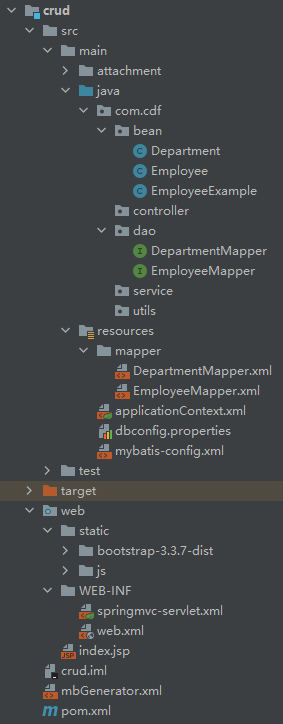 crud
src
main
attachment
java
com.cdf
bean
Department
Employee
EmployeeExample
controller
dao
DepartmentMapper
EmployeeMapper
service
utils
resources
mapper
DepartmentMapper.xml
EmployeeMapper.xml
applicationContext.xml
dbconfig.properties
mybatis-config.xml
test
target
web
static
bootstrap-3.3.7-dist
js
WEB-INF
springmvc-servlet.xml
web.xml
index.jsp
crud.iml
mbGenerator.xml
pom.xml